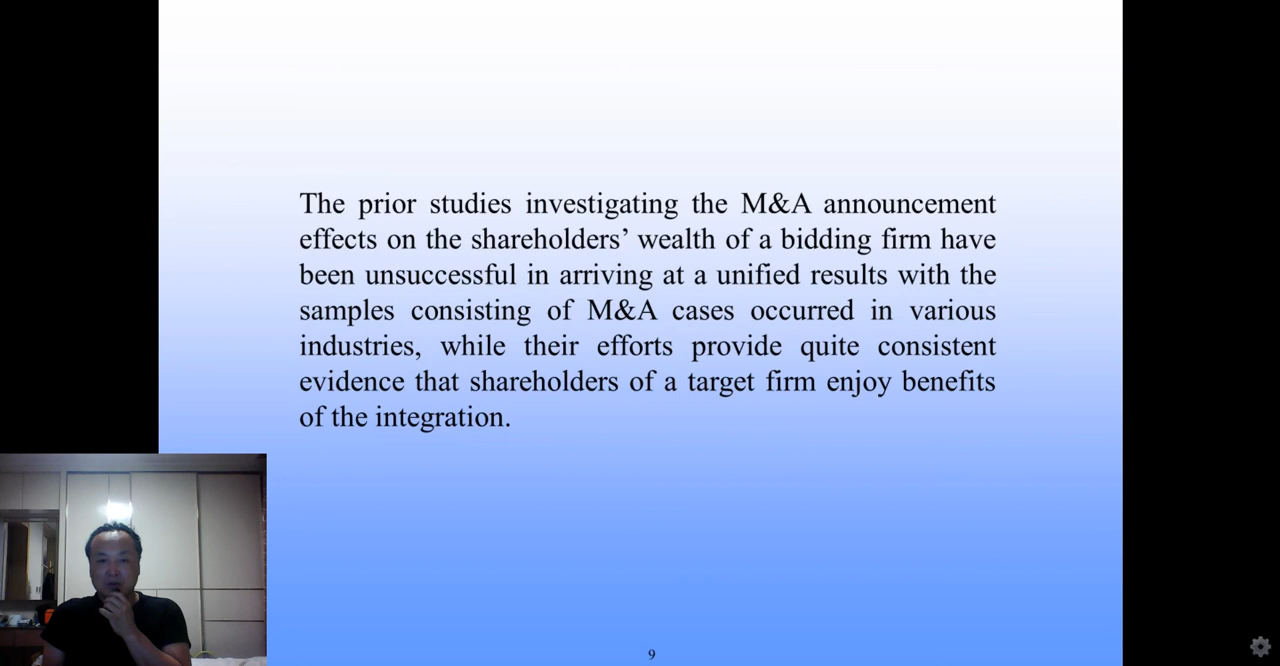 The prior studies investigating the M&A announcement
effects on the shareholders’ wealth of a bidding firm have
been unsuccessful in arriving at a unified results with the
samples consisting of M&A cases occurred in various
industries, while their efforts provide quite consistent
evidence that shareholders of a target firm enjoy benefits
of the integration.
9